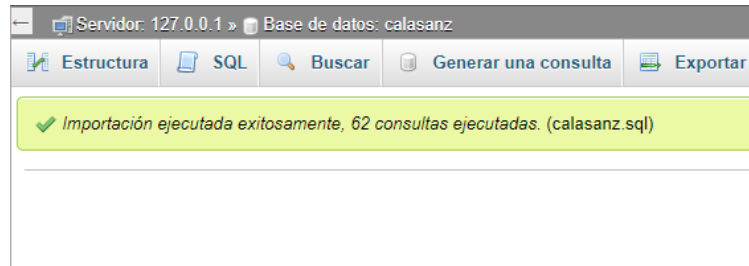 ← Servidor: 127.0.0.1 » Base de datos: calasanz
Estructura SQL Buscar Generar una consulta Exportar
Importación ejecutada exitosamente, 62 consultas ejecutadas. (calasanz.sql)